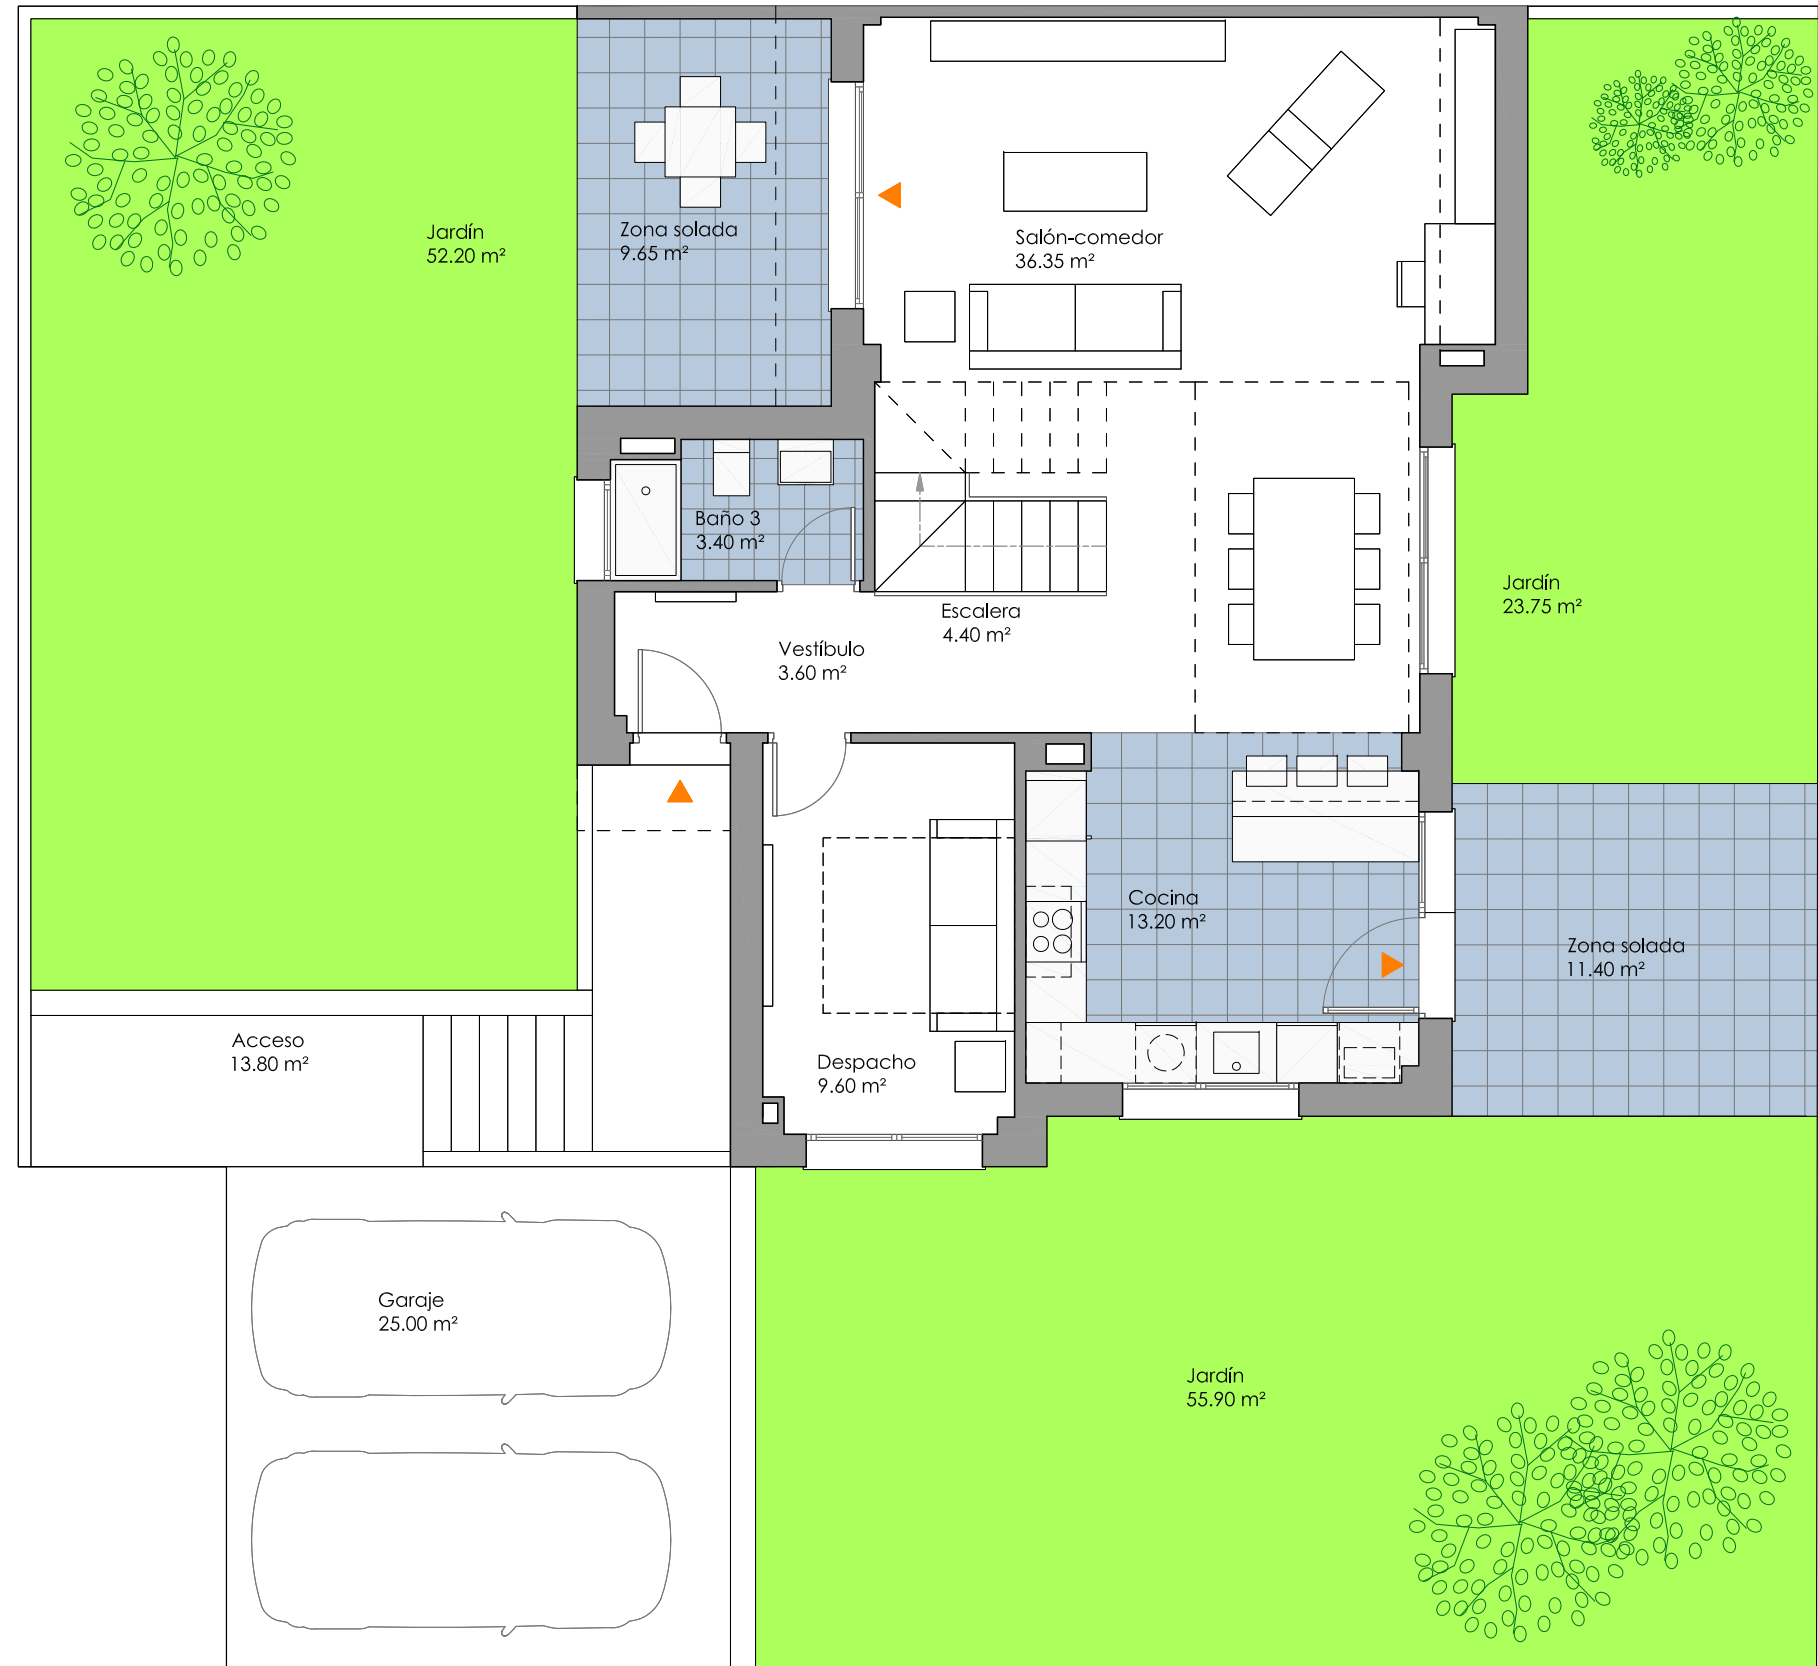 Jardín
52.20 m²
Zona solada
9.65 m²
Salón-comedor
36.35 m²
Baño 3
3.40 m²
Escalera
4.40 m²
Vestíbulo
3.60 m²
Jardín
23.75 m²
Cocina
13.20 m²
Zona solada
11.40 m²
Acceso
13.80 m²
Despacho
9.60 m²
Garaje
25.00 m²
Jardín
55.90 m²